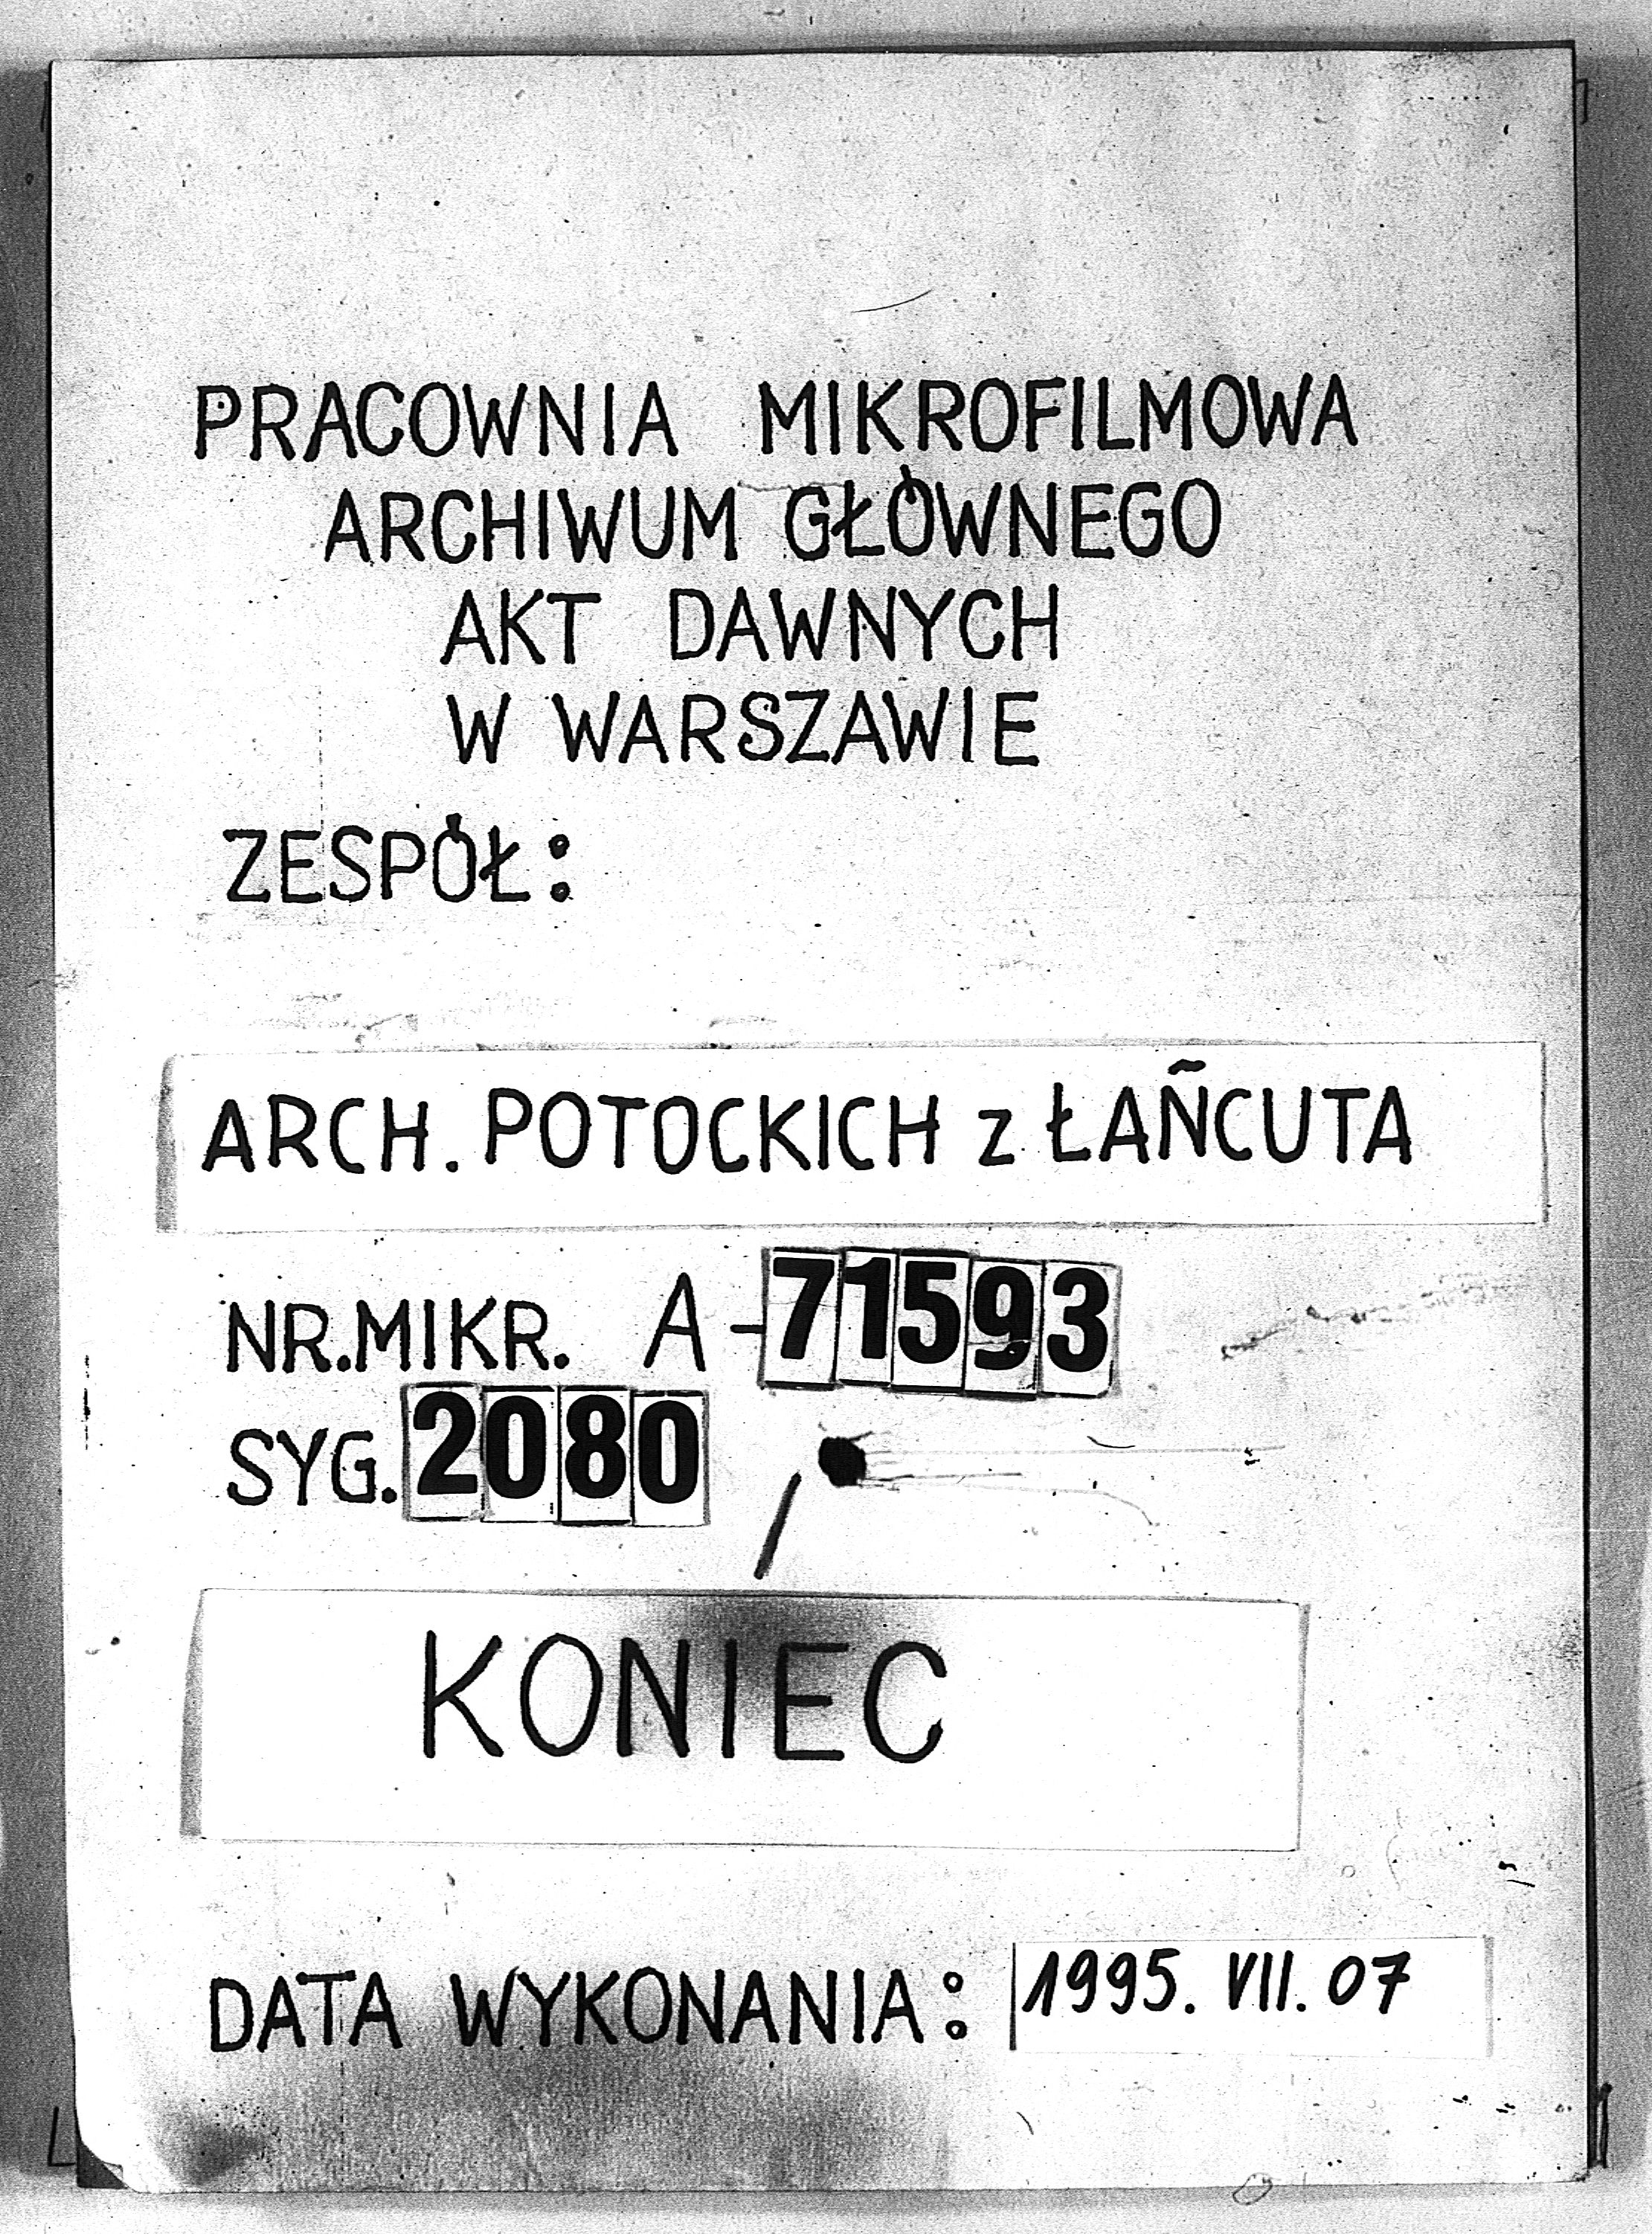 PRACOWNIA MIKROFILMOWA
ARCHIWUM GŁÓWNEGO
AKT DAWNYCH
W WARSZAWIE
ZESPÓŁ:
ARCH. POTOCKICH z ŁAŃCUTA
NR. MIKR. A-71593
SYG. 2080 /
KONIEC
DATA WYKONANIA: 1995. VII. 07